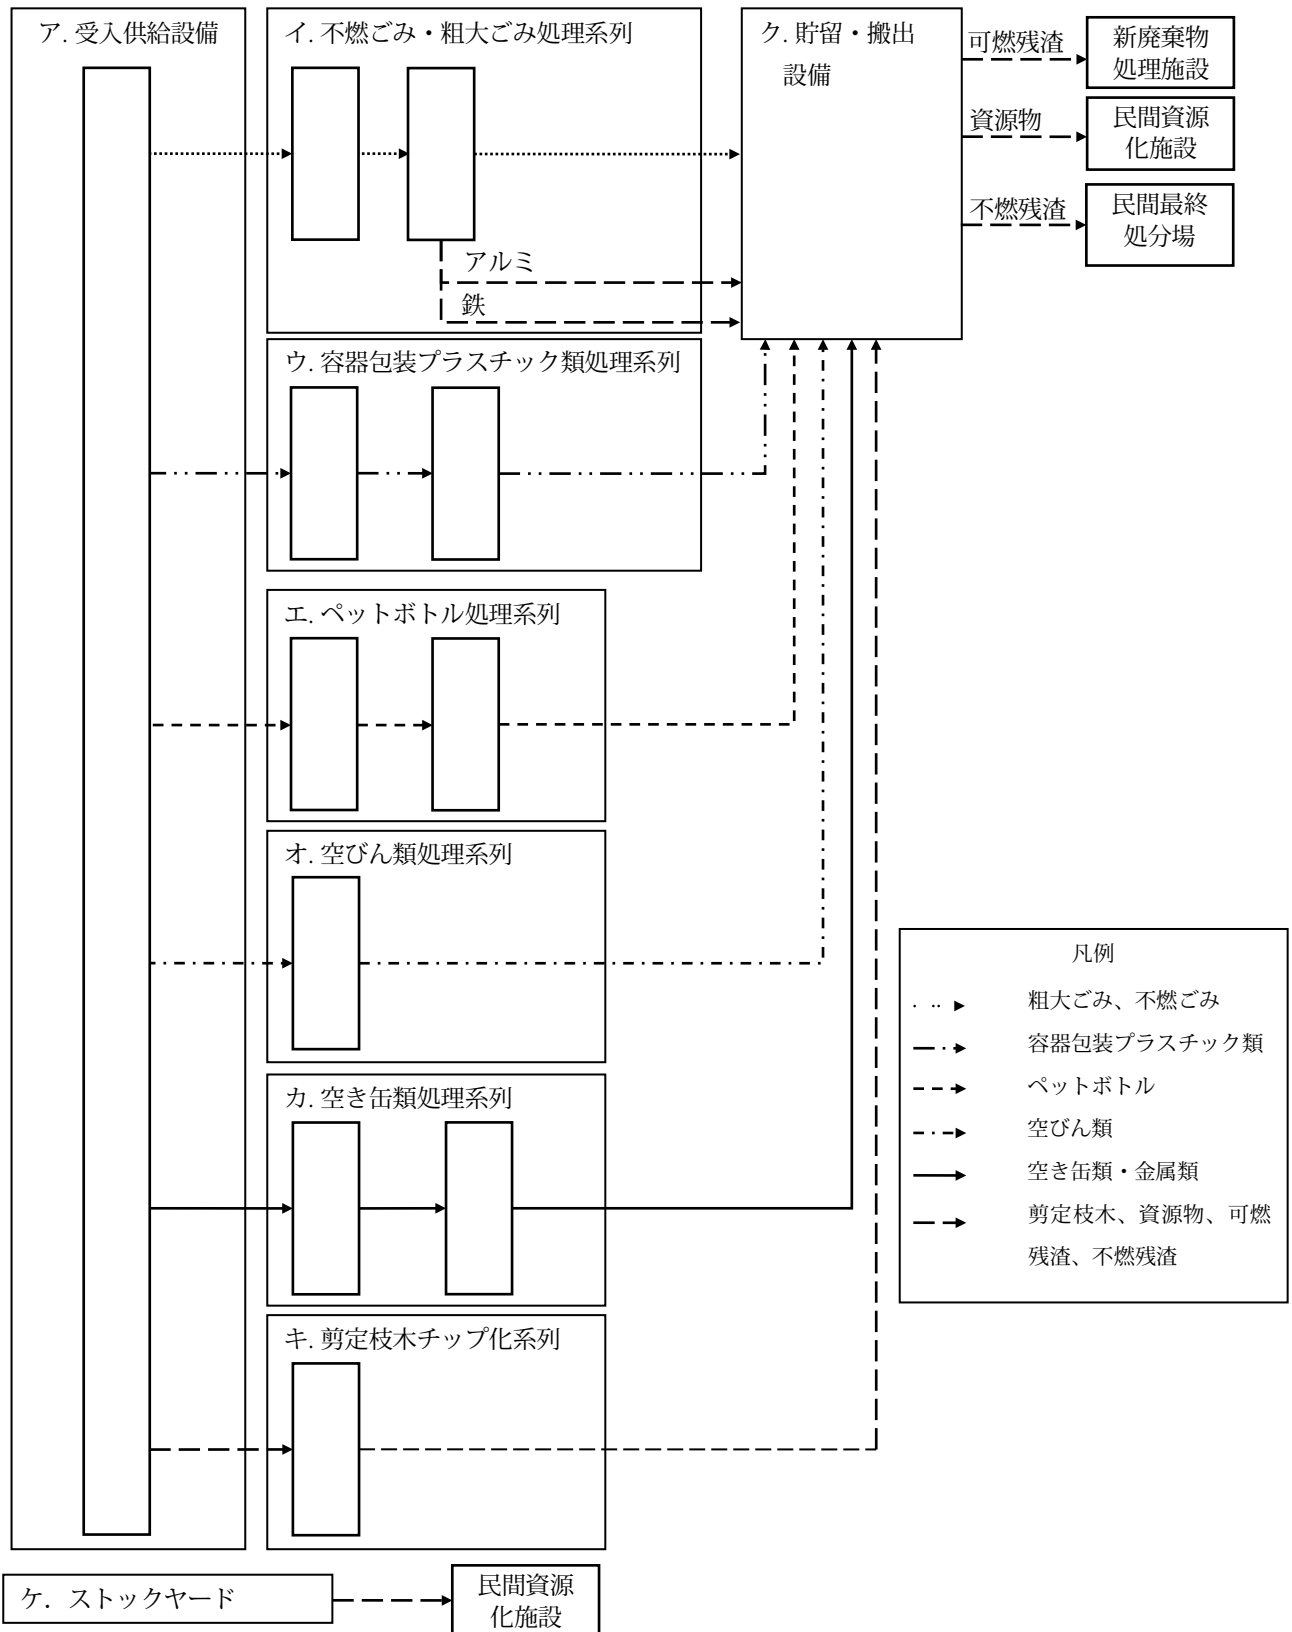 ア. 受入供給設備
イ. 不燃ごみ・粗大ごみ処理系列
アルミ
鉄
ク. 貯留・搬出
設備
可燃残渣
新廃棄物
処理施設
資源物
民間資源
化施設
不燃残渣
民間最終
処分場
ウ. 容器包装プラスチック類処理系列
エ. ペットボトル処理系列
オ. 空びん類処理系列
カ. 空き缶類処理系列
キ. 剪定枝木チップ化系列
凡例
粗大ごみ、不燃ごみ
容器包装プラスチック類
ペットボトル
空びん類
空き缶類・金属類
剪定枝木、資源物、可燃
残渣、不燃残渣
ケ. ストックヤード
民間資源
化施設